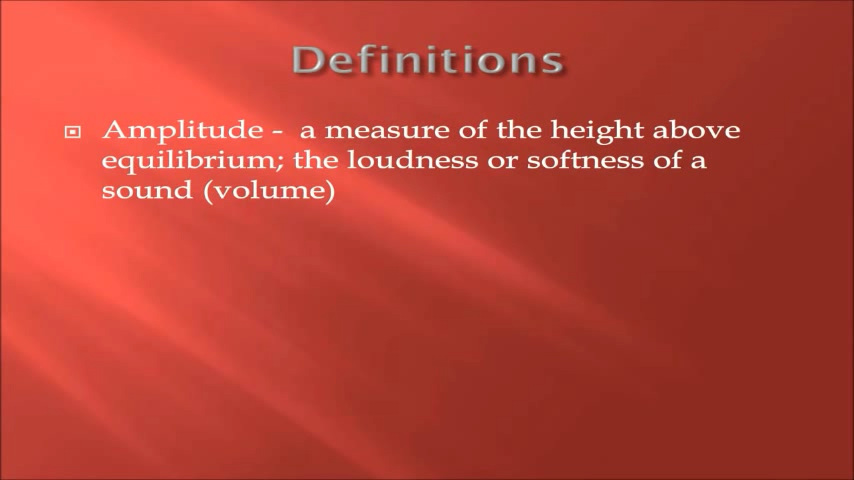 Definitions
Amplitude - a measure of the height above
equilibrium; the loudness or softness of a
sound (volume)